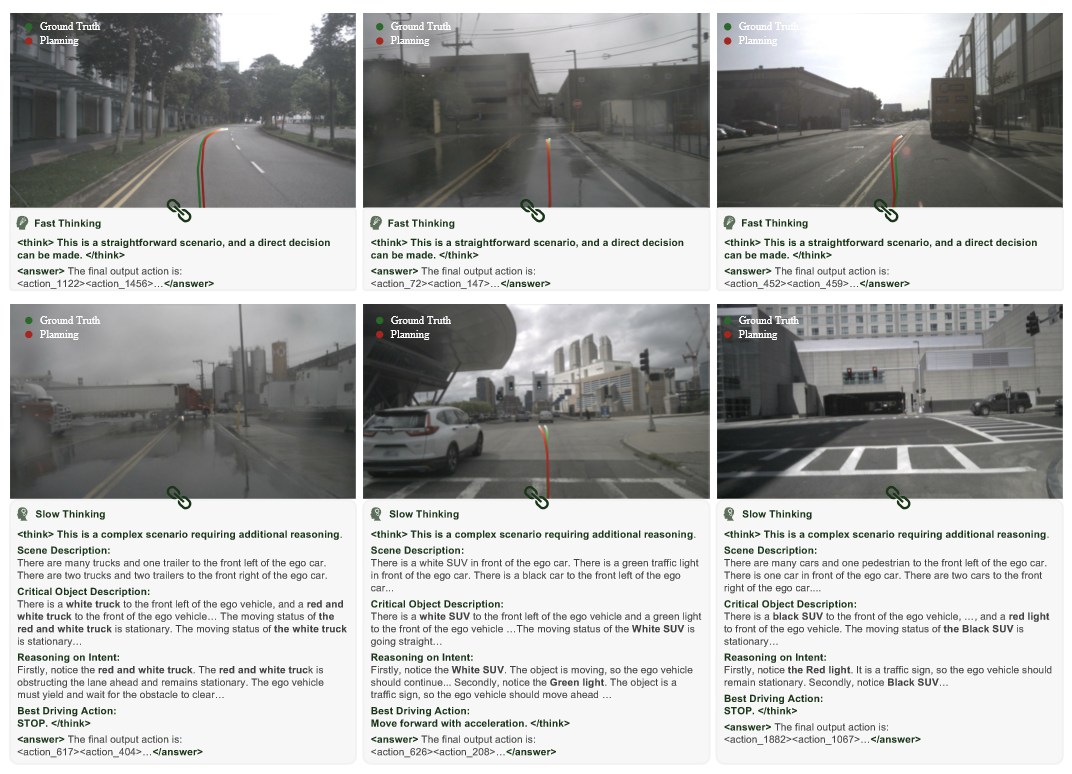 Ground Truth
Planning
Fast Thinking
<think> This is a straightforward scenario, and a direct decision
can be made. </think>
<answer> The final output action is:
<action_1122><action_1456>…</answer>
Ground Truth
Planning
Fast Thinking
<think> This is a straightforward scenario, and a direct decision
can be made. </think>
<answer> The final output action is:
<action_72><action_147>…</answer>
Ground Truth
Planning
Fast Thinking
<think> This is a straightforward scenario, and a direct decision
can be made. </think>
<answer> The final output action is:
<action_452><action_459>…</answer>
Ground Truth
Planning
Slow Thinking
<think> This is a complex scenario requiring additional reasoning.
Scene Description:
There are many trucks and one trailer to the front left of the ego car.
There are two trucks and two trailers to the front right of the ego car.
Critical Object Description:
There is a white truck to the front left of the ego vehicle, and a red and
white truck to the front of the ego vehicle… The moving status of
the red and white truck is stationary. The moving status of the white truck
is stationary…
Reasoning on Intent:
Firstly, notice the red and white truck. The red and white truck is
obstructing the lane ahead and remains stationary. The ego vehicle
must yield and wait for the obstacle to clear…
Best Driving Action:
STOP. </think>
<answer> The final output action is:
<action_617><action_404>…</answer>
Ground Truth
Planning
Slow Thinking
<think> This is a complex scenario requiring additional reasoning.
Scene Description:
There is a white SUV in front of ego car. There is a green traffic light
in front of ego car. There is a black car to the front left of the ego
car...
Critical Object Description:
There is a white SUV to the front left of the ego vehicle and a green light
to the front of the ego vehicle …The moving status of the White SUV is
going straight…
Reasoning on Intent:
Firstly, notice the White SUV. The object is moving, so the ego vehicle
should continue... Secondly, notice the Green light. The object is a
traffic sign, so the ego vehicle should move ahead …
Best Driving Action:
Move forward with acceleration. </think>
<answer> The final output action is:
<action_626><action_208>…</answer>
Ground Truth
Planning
Slow Thinking
<think> This is a complex scenario requiring additional reasoning.
Scene Description:
There are many cars and one pedestrian to the front left of the ego car.
There is one car in front of the ego car. There are two cars to the front
right of the ego car....
Critical Object Description:
There is a black SUV to the front of the ego vehicle, …, and a red light
to front of the ego vehicle. The moving status of the Black SUV is
stationary…
Reasoning on Intent:
Firstly, notice the Red light. It is a traffic sign, so the ego vehicle should
remain stationary. Secondly, notice Black SUV…
Best Driving Action:
STOP. </think>
<answer> The final output action is:
<action_1882><action_1067>…</answer>